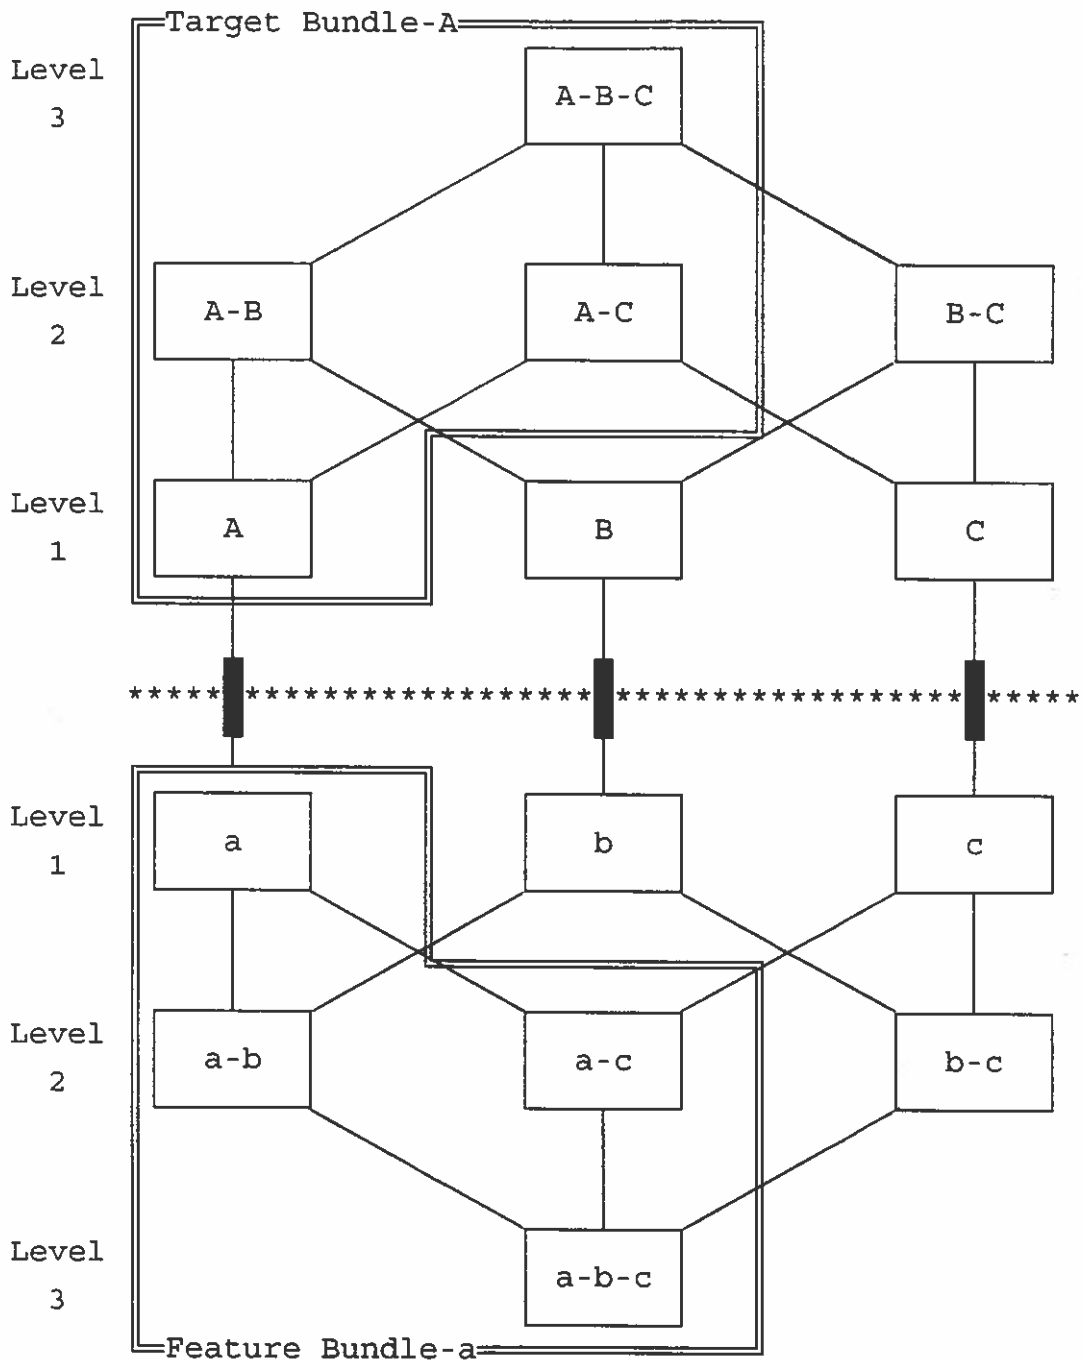 Target Bundle-A
Level
3
A-B-C
Level
2
A-B
A-C
B-C
Level
1
A
B
C
*****
******************
******************
*****
Level
1
a
b
c
Level
2
a-b
a-c
b-c
Level
3
a-b-c
Feature Bundle-a